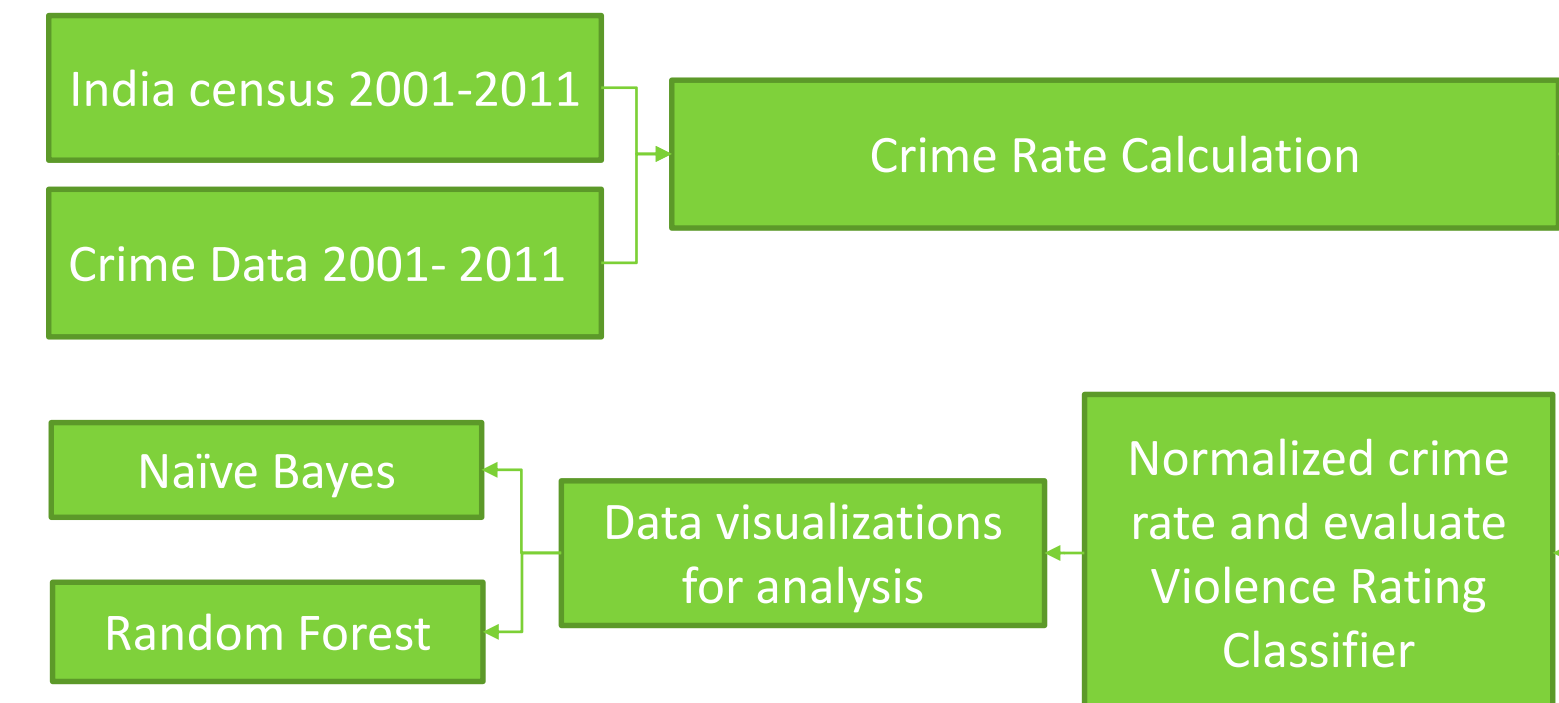 India census 2001-2011
Crime Rate Calculation
Crime Data 2001- 2011
Naïve Bayes
Random Forest
Data visualizations
for analysis
Normalized crime
rate and evaluate
Violence Rating
Classifier